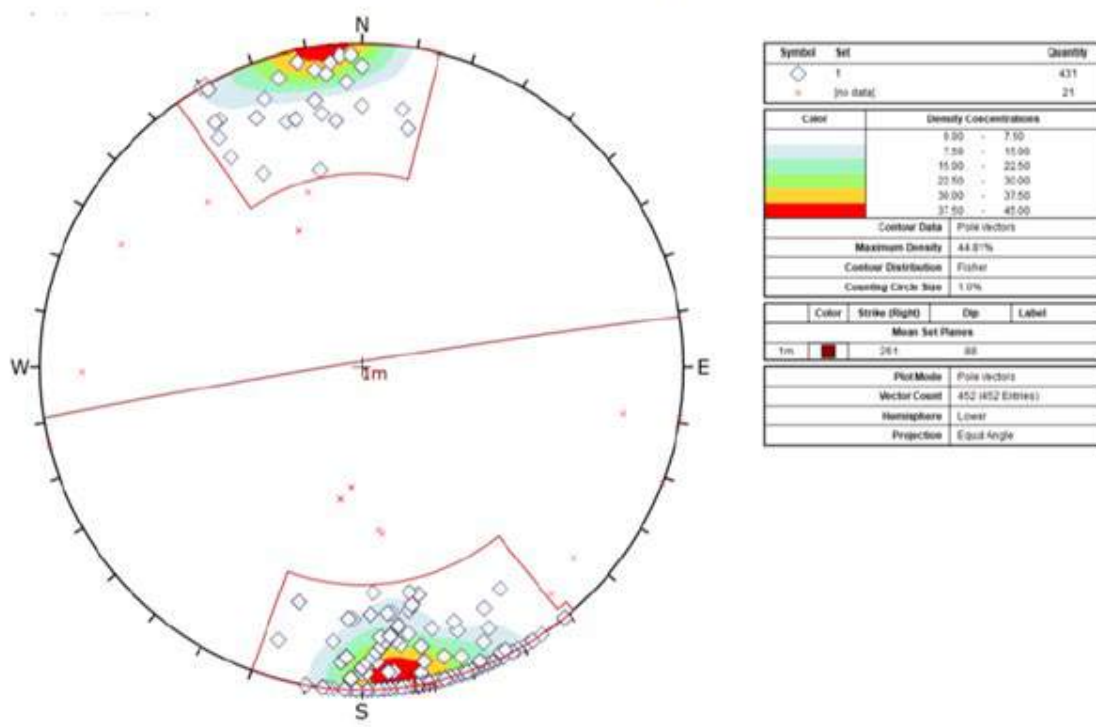 N
W
E
S
1m
1m
Symbol Set Quantity
1 431
[no data] 21
Color Density Concentrations
0.00 - 7.50
7.50 - 15.00
15.00 - 22.50
22.50 - 30.00
30.00 - 37.50
37.50 - 45.00
Contour Data Pole Vectors
Maximum Density 44.81%
Contour Distribution Fisher
Counting Circle Size 1.0%
Color Strike (Right) Dip Label
Mean Set Planes
1m 261 88
Plot Mode Pole Vectors
Vector Count 452 (452 Entries)
Hemisphere Lower
Projection Equal Angle